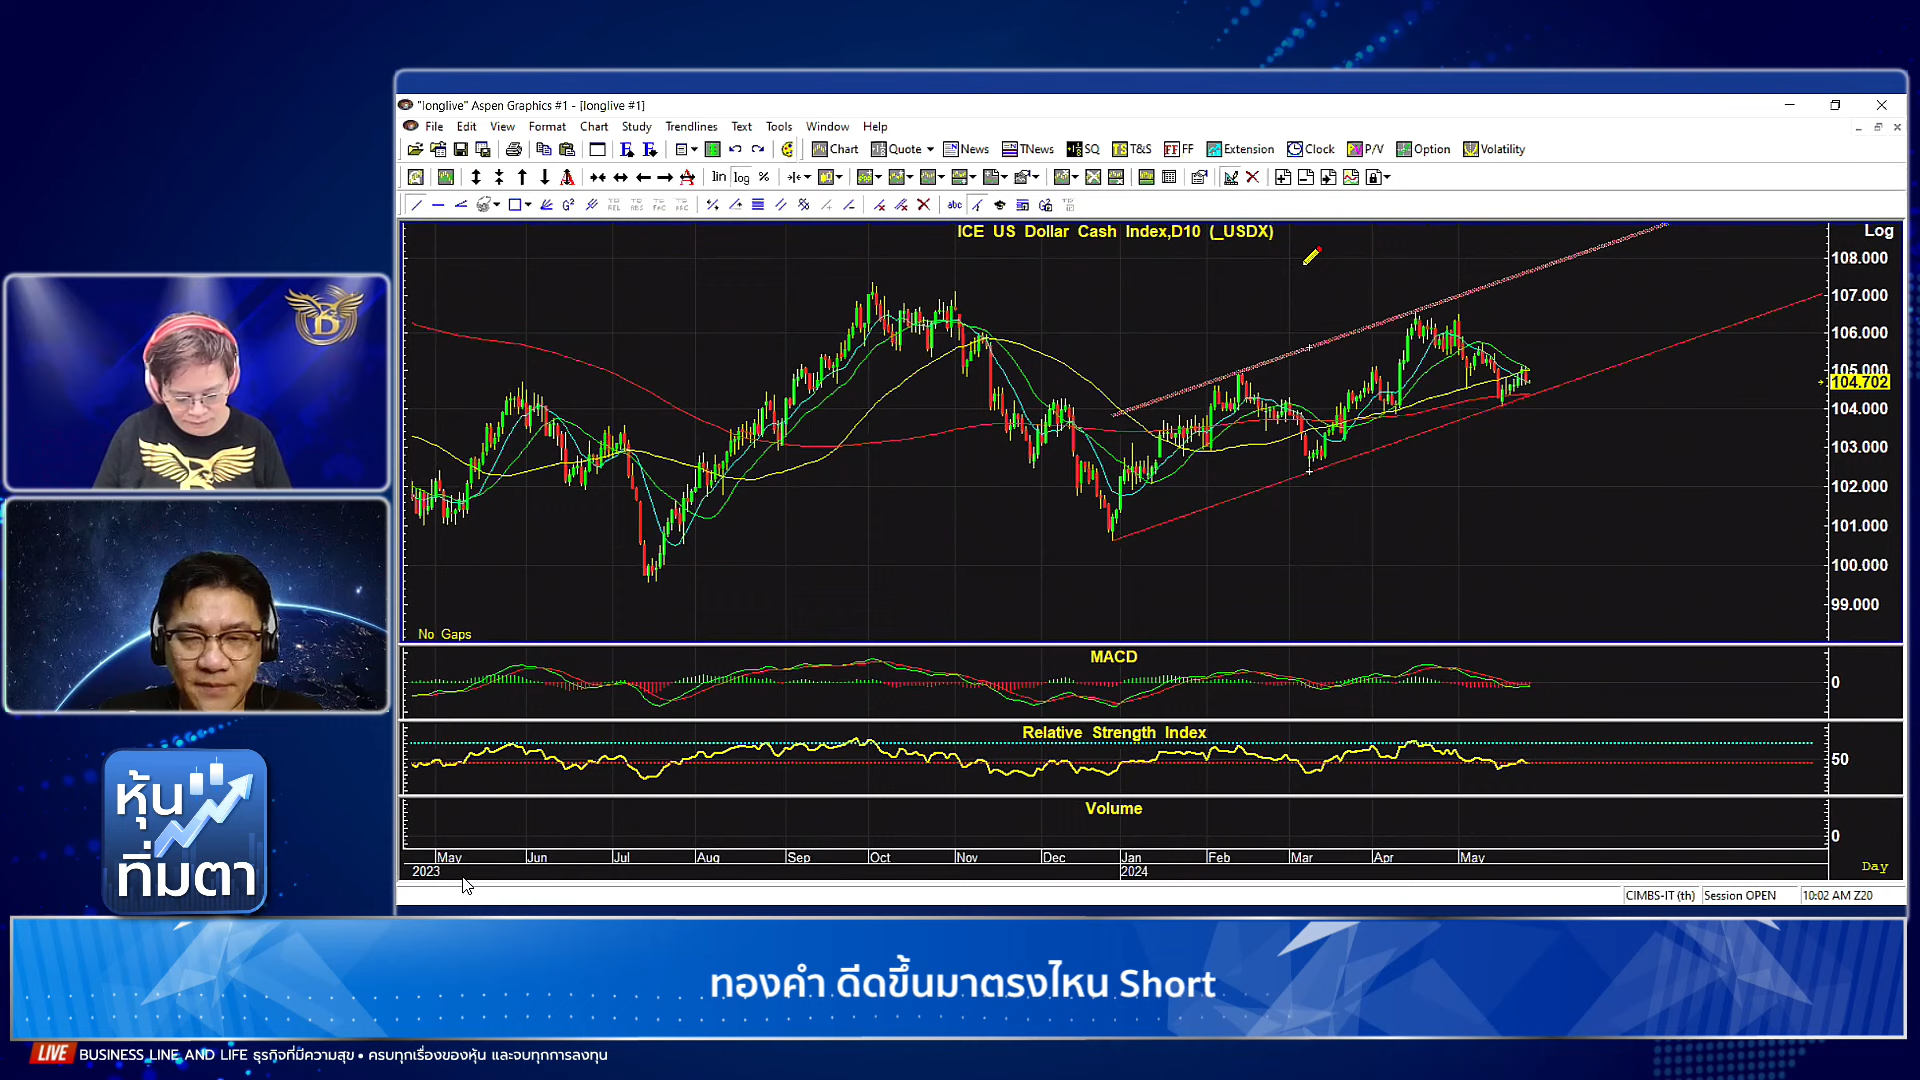 "longlive" Aspen Graphics #1 - [longlive #1]
File Edit View Format Chart Study Trendlines Text Tools Window Help
Chart Quote News TNews SQ T&S FF Extension Clock P/V Option Volatility
lin log %
abc
ICE US Dollar Cash Index,D10 (_USDX)
Log
108.000
107.000
106.000
105.000
104.702
104.000
103.000
102.000
101.000
100.000
99.000
No Gaps
MACD
0
Relative Strength Index
50
Volume
0
May Jun Jul Aug Sep Oct Nov Dec Jan Feb Mar Apr May
2023 2024
Day
CIMBS-IT (th) Session OPEN 10:02 AM Z20
หุ้น
ทิ่มตา
ทองคำ ดีดขึ้นมาตรงไหน Short
LIVE BUSINESS LINE AND LIFE ธุรกิจที่มีความสุข • ครบทุกเรื่องของหุ้น และจบทุกการลงทุน